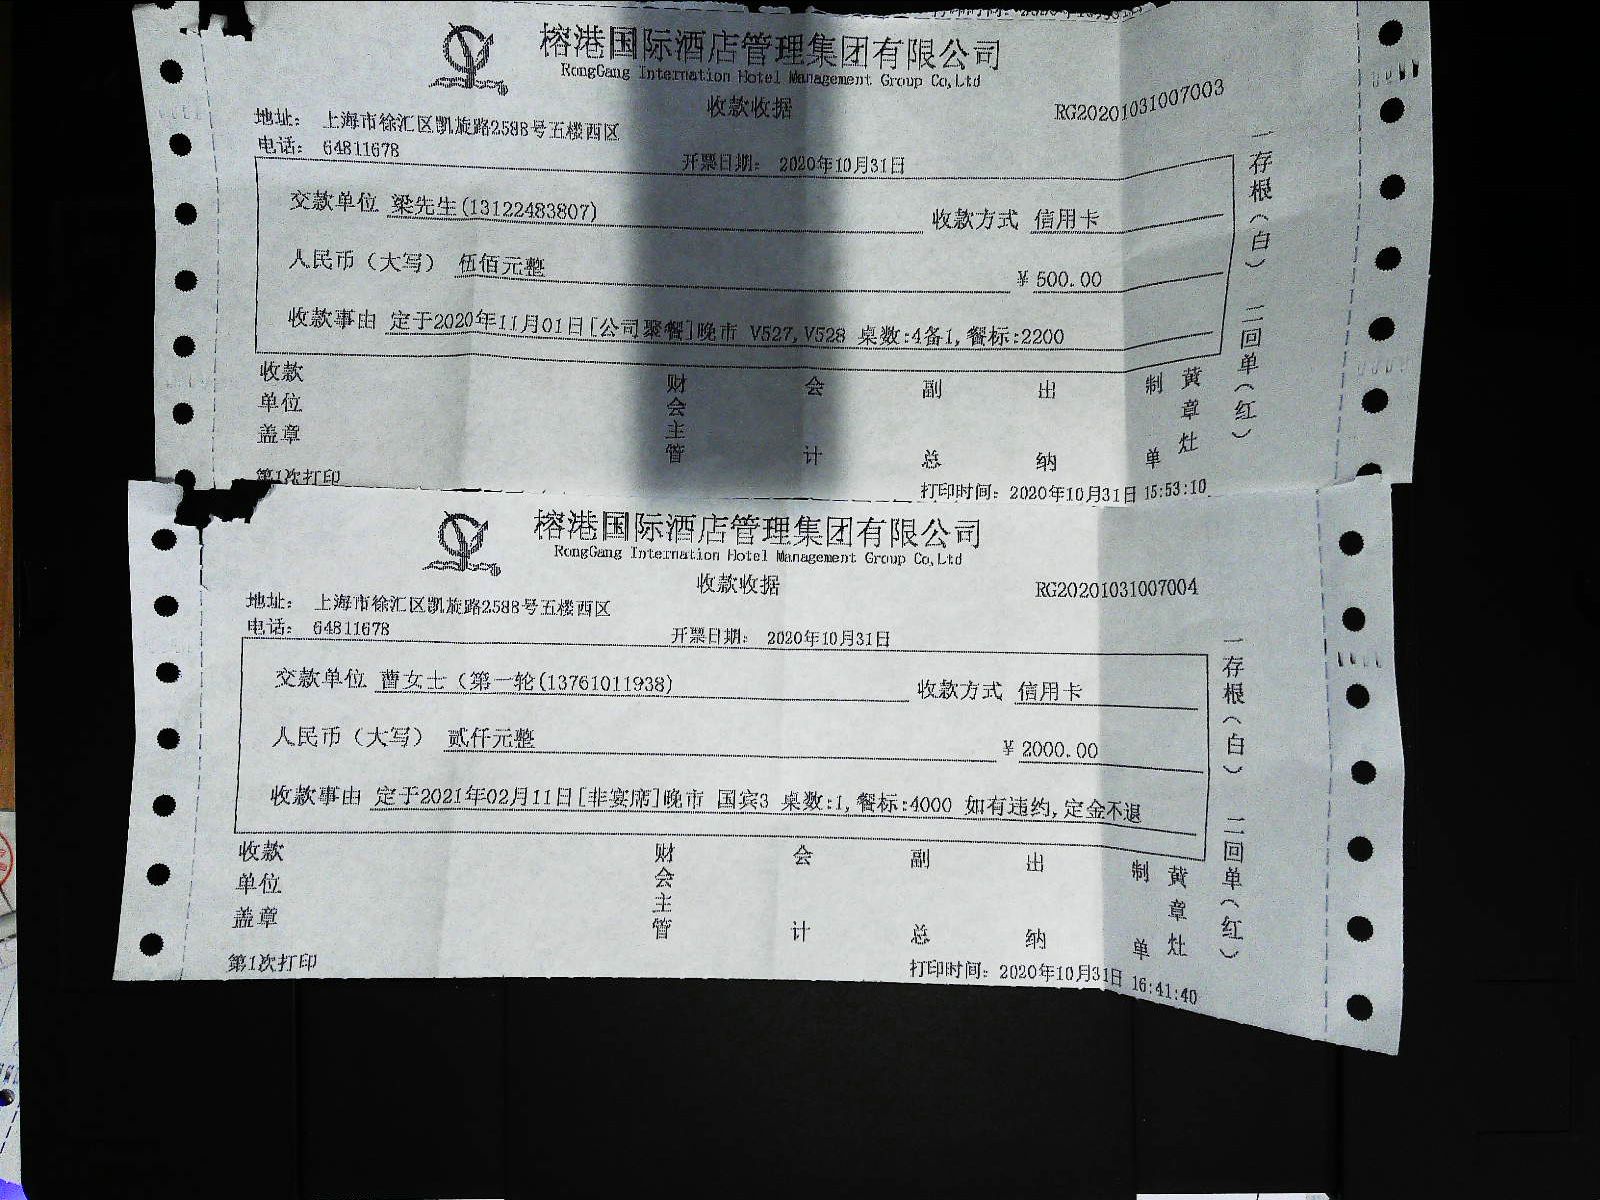 榕港国际酒店管理集团有限公司
RongGang Internation Hotel Management Group Co,Ltd
收款收据
RG20201031007003
地址： 上海市徐汇区凯旋路2588号五楼西区
电话： 64811678
开票日期： 2020年10月31日
交款单位 梁先生(13122483807) 收款方式 信用卡
人民币（大写） 伍佰元整 ￥ 500.00
收款事由 定于2020年11月01日[公司聚餐]晚市 V527,V528 桌数:4备1,餐标:2200
收款单位盖章 财会主管 会计 副总 出纳 制单 黄章灶
一存根（白） 二回单（红）
第1次打印 打印时间： 2020年10月31日 15:53:10
榕港国际酒店管理集团有限公司
RongGang Internation Hotel Management Group Co,Ltd
收款收据
RG20201031007004
地址： 上海市徐汇区凯旋路2588号五楼西区
电话： 64811678
开票日期： 2020年10月31日
交款单位 曹女士（第一轮(13761011938) 收款方式 信用卡
人民币（大写） 贰仟元整 ￥ 2000.00
收款事由 定于2021年02月11日[非宴席]晚市 国宾3 桌数:1,餐标:4000 如有违约,定金不退
收款单位盖章 财会主管 会计 副总 出纳 制单 黄章灶
一存根（白） 二回单（红）
第1次打印 打印时间： 2020年10月31日 16:41:40